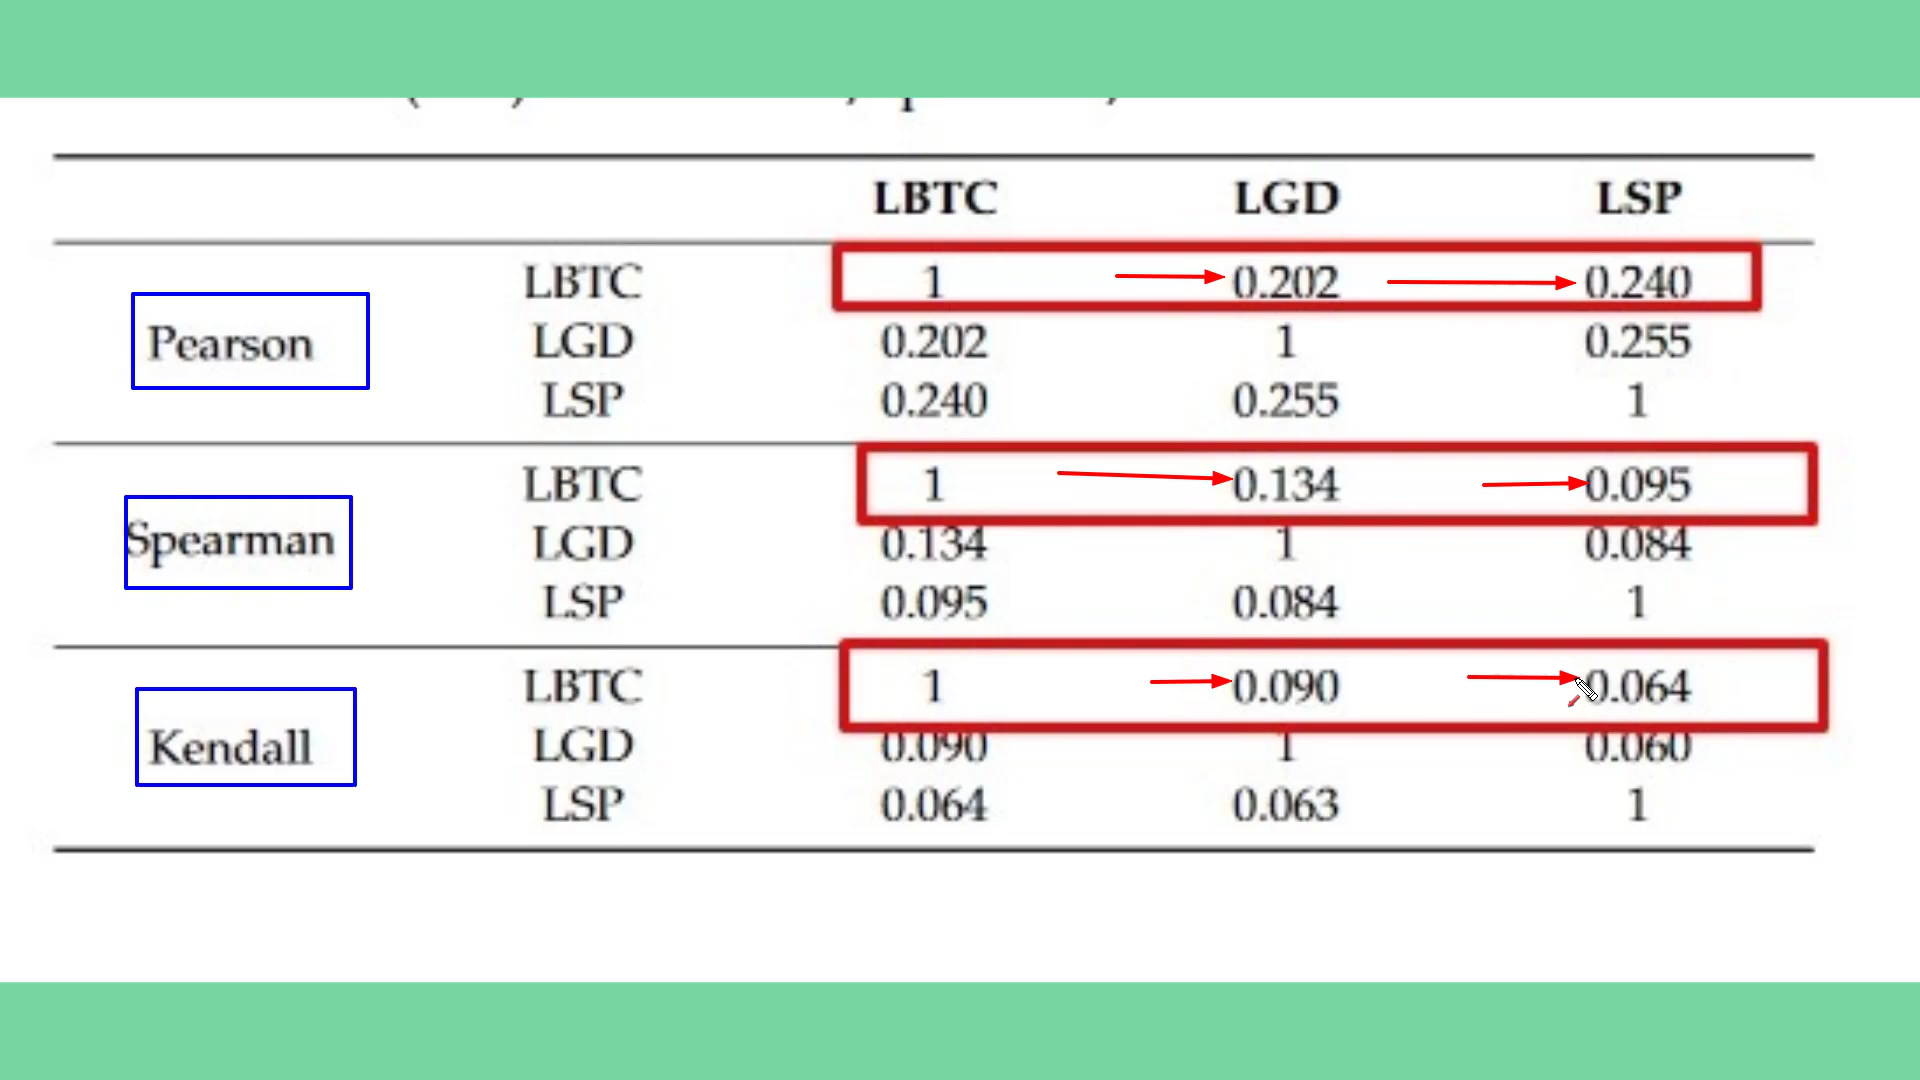 LBTC LGD LSP
LBTC 1 0.202 0.240
Pearson LGD 0.202 1 0.255
LSP 0.240 0.255 1
LBTC 1 0.134 0.095
Spearman LGD 0.134 1 0.084
LSP 0.095 0.084 1
LBTC 1 0.090 0.064
Kendall LGD 0.090 1 0.060
LSP 0.064 0.063 1